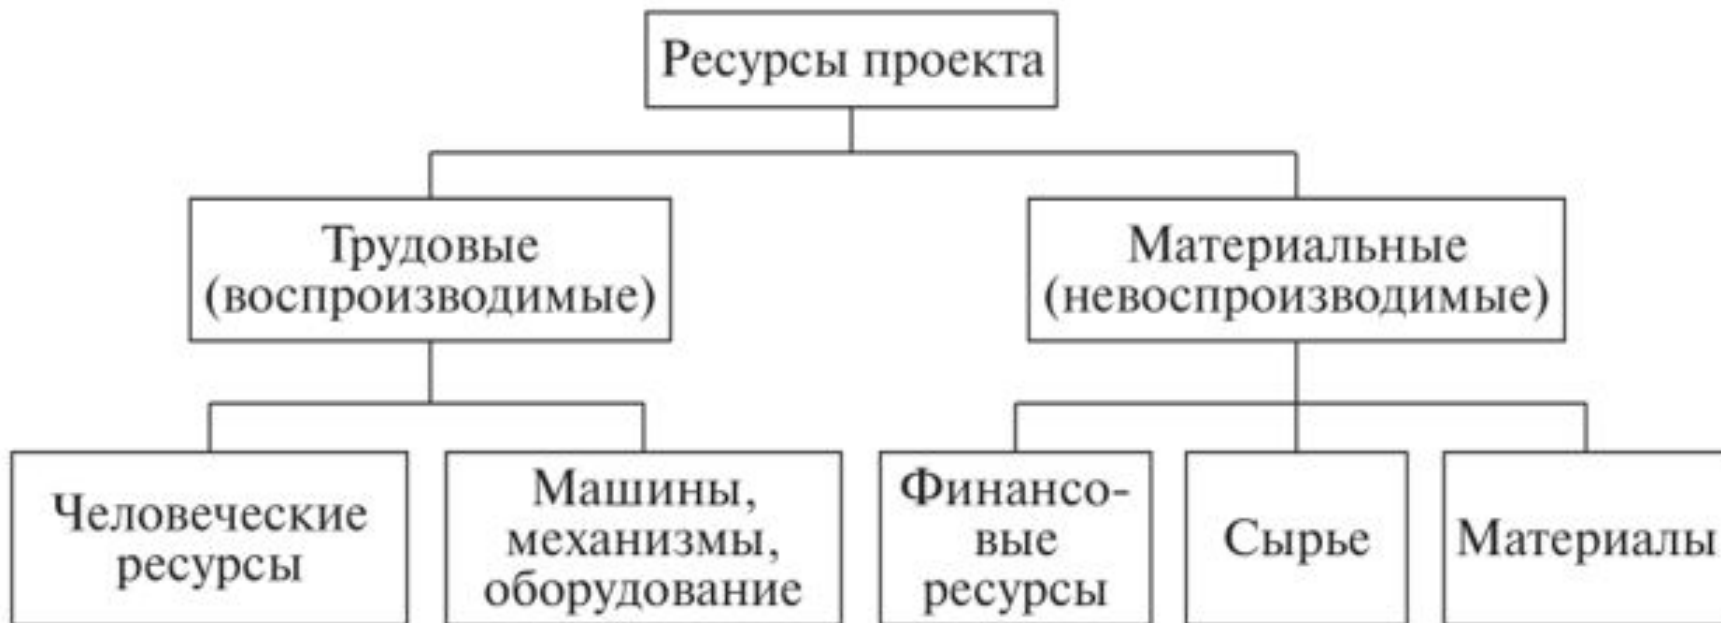 Ресурсы проекта
Трудовые
(воспроизводимые)
Материальные
(невоспроизводимые)
Человеческие
ресурсы
Машины,
механизмы,
оборудование
Финансо-
вые
ресурсы
Сырье
Материалы